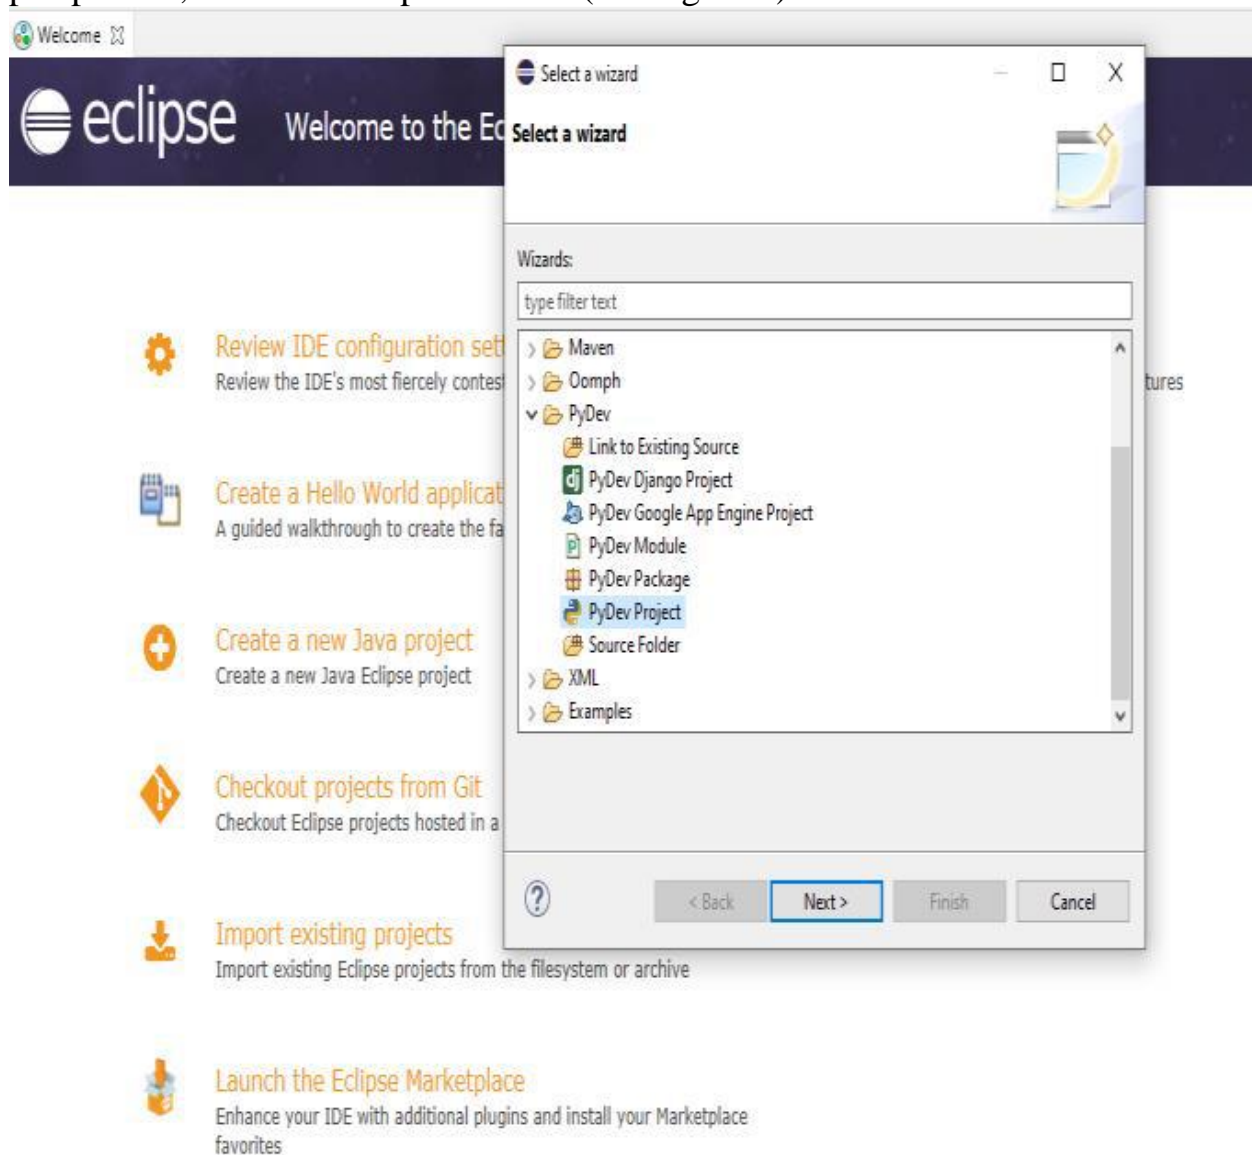 Welcome
eclipse
Welcome to the Ec
Select a wizard
Select a wizard
Wizards:
type filter text
Maven
Oomph
PyDev
Link to Existing Source
PyDev Django Project
PyDev Google App Engine Project
PyDev Module
PyDev Package
PyDev Project
Source Folder
XML
Examples
< Back
Next >
Finish
Cancel
Review IDE configuration sett
Review the IDE's most fiercely contest
tures
Create a Hello World applicat
A guided walkthrough to create the fa
Create a new Java project
Create a new Java Eclipse project
Checkout projects from Git
Checkout Eclipse projects hosted in a
Import existing projects
Import existing Eclipse projects from the filesystem or archive
Launch the Eclipse Marketplace
Enhance your IDE with additional plugins and install your Marketplace
favorites